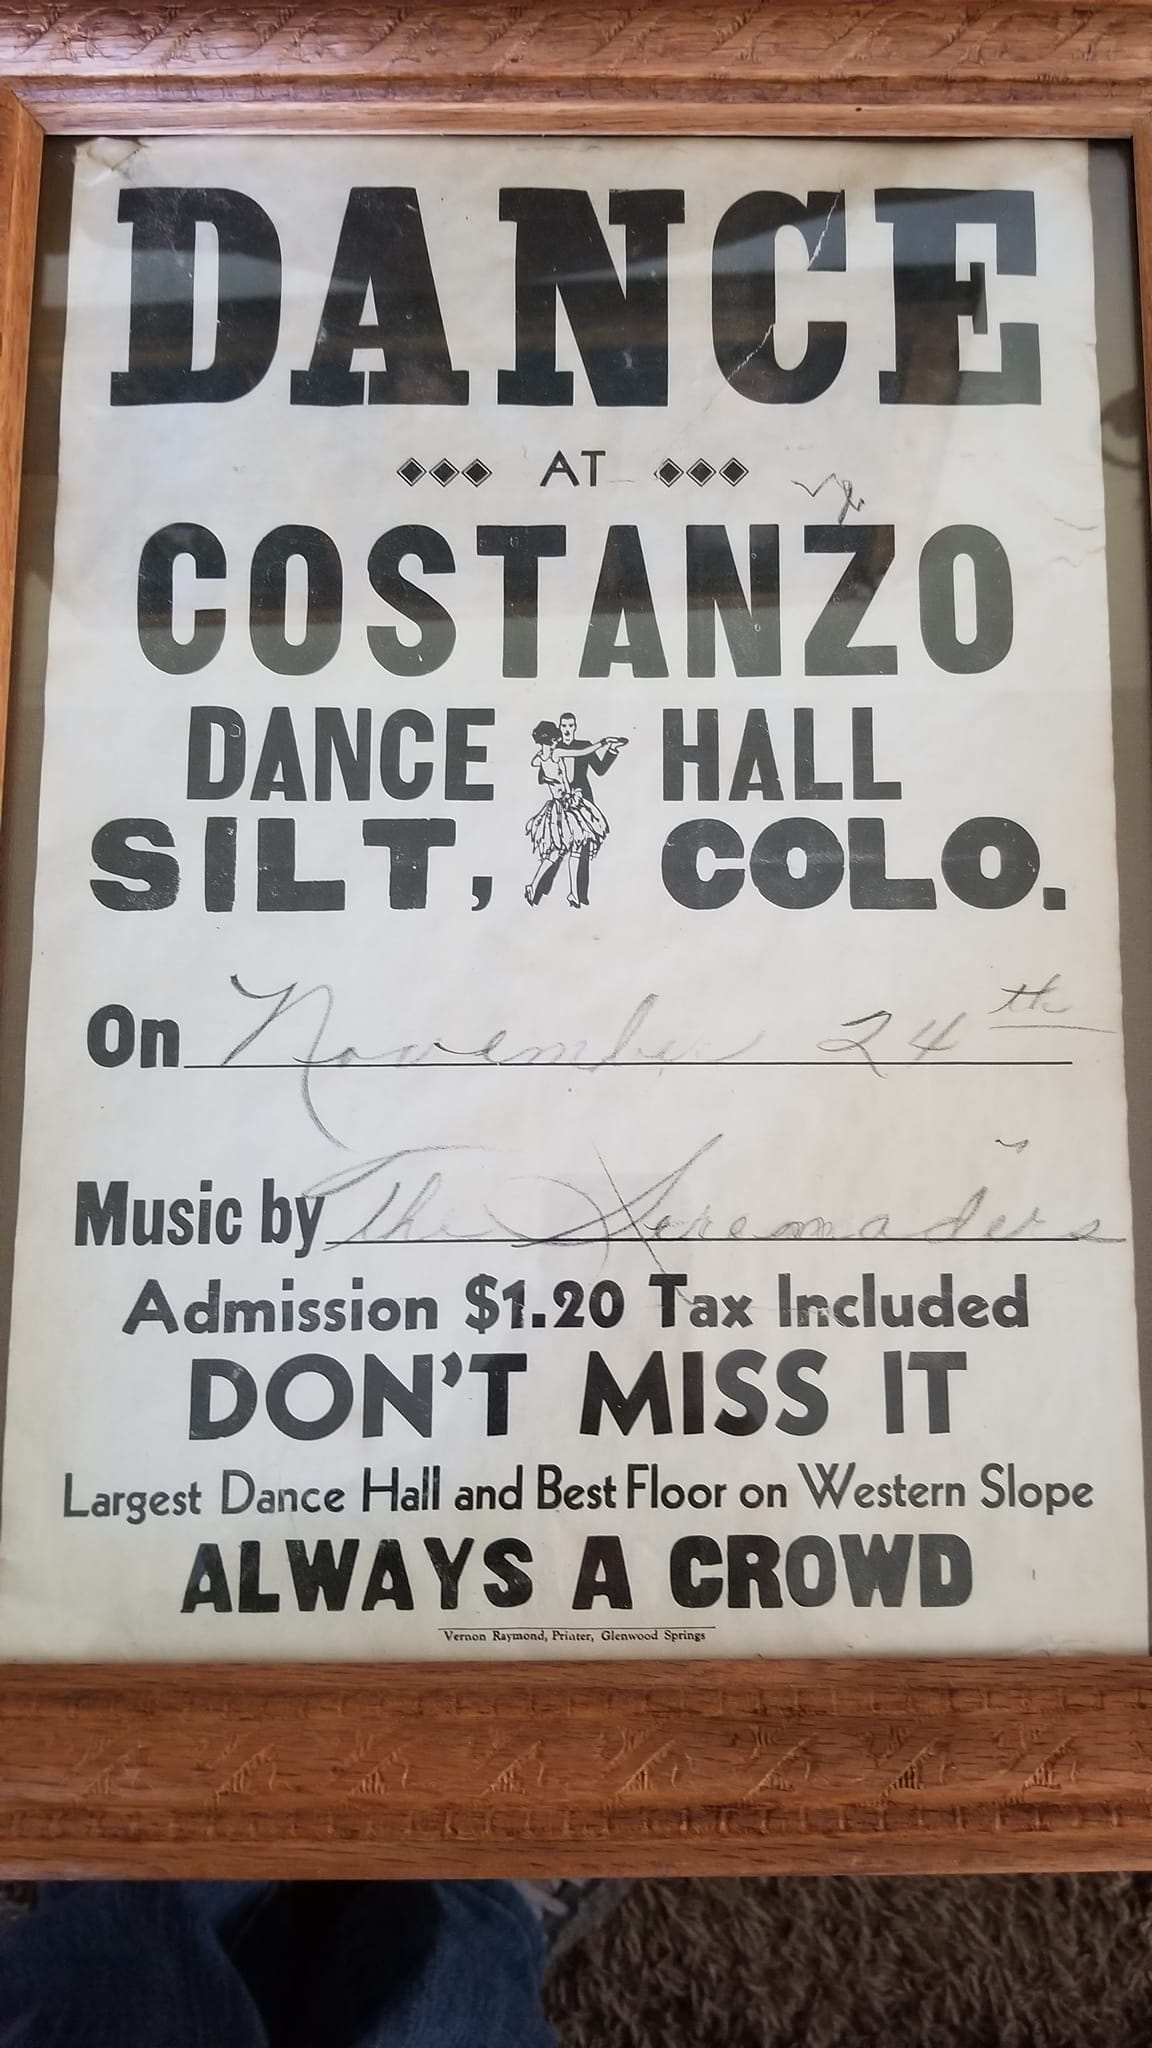 DANCE
AT
COSTANZO
DANCE HALL
SILT, COLO.
On November 24th
Music by The
Admission $1.20 Tax Included
DON'T MISS IT
Largest Dance Hall and Best Floor on Western Slope
ALWAYS A CROWD
Vernon Raymond, Printer, Glenwood Springs